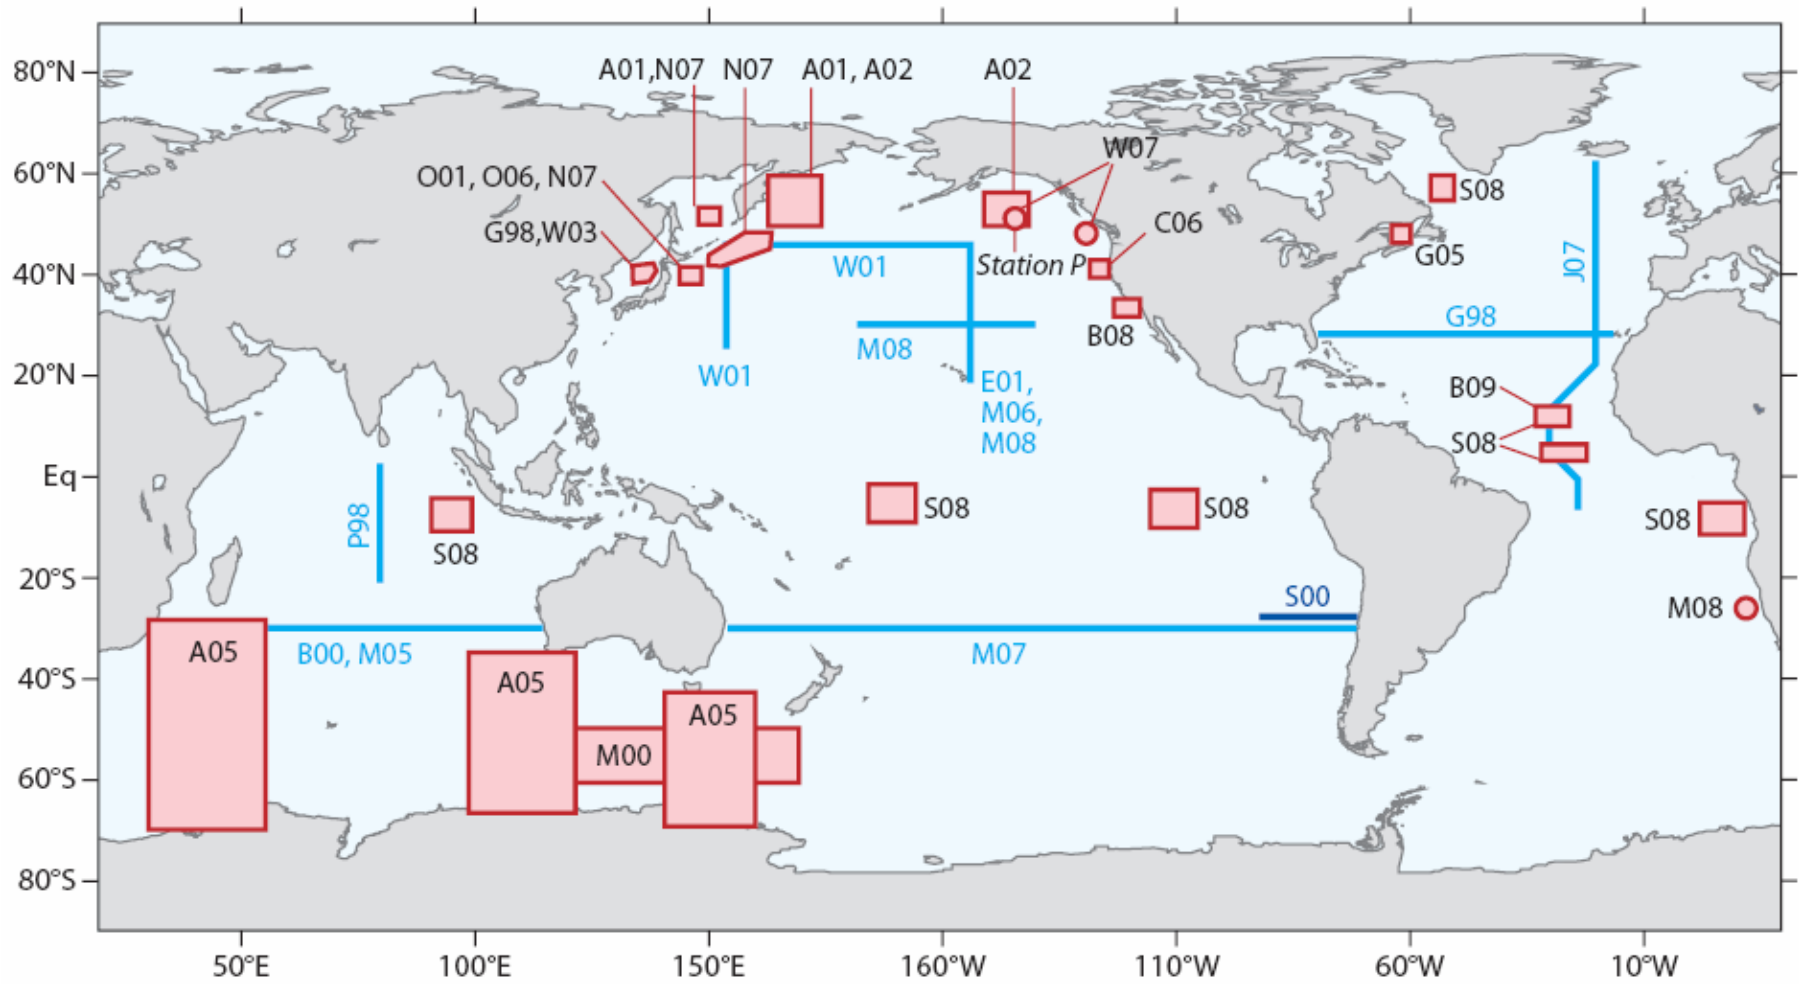 80°N
60°N
40°N
20°N
Eq
20°S
40°S
60°S
80°S
A01,N07
N07
A01, A02
A02
W07
O01, O06, N07
G98,W03
C06
S08
G05
Station P
W01
J07
G98
B08
M08
W01
E01,
M06,
M08
B09
S08
P98
S08
S08
S08
S08
S00
M08
A05
B00, M05
M07
A05
A05
M00
50°E
100°E
150°E
160°W
110°W
60°W
10°W